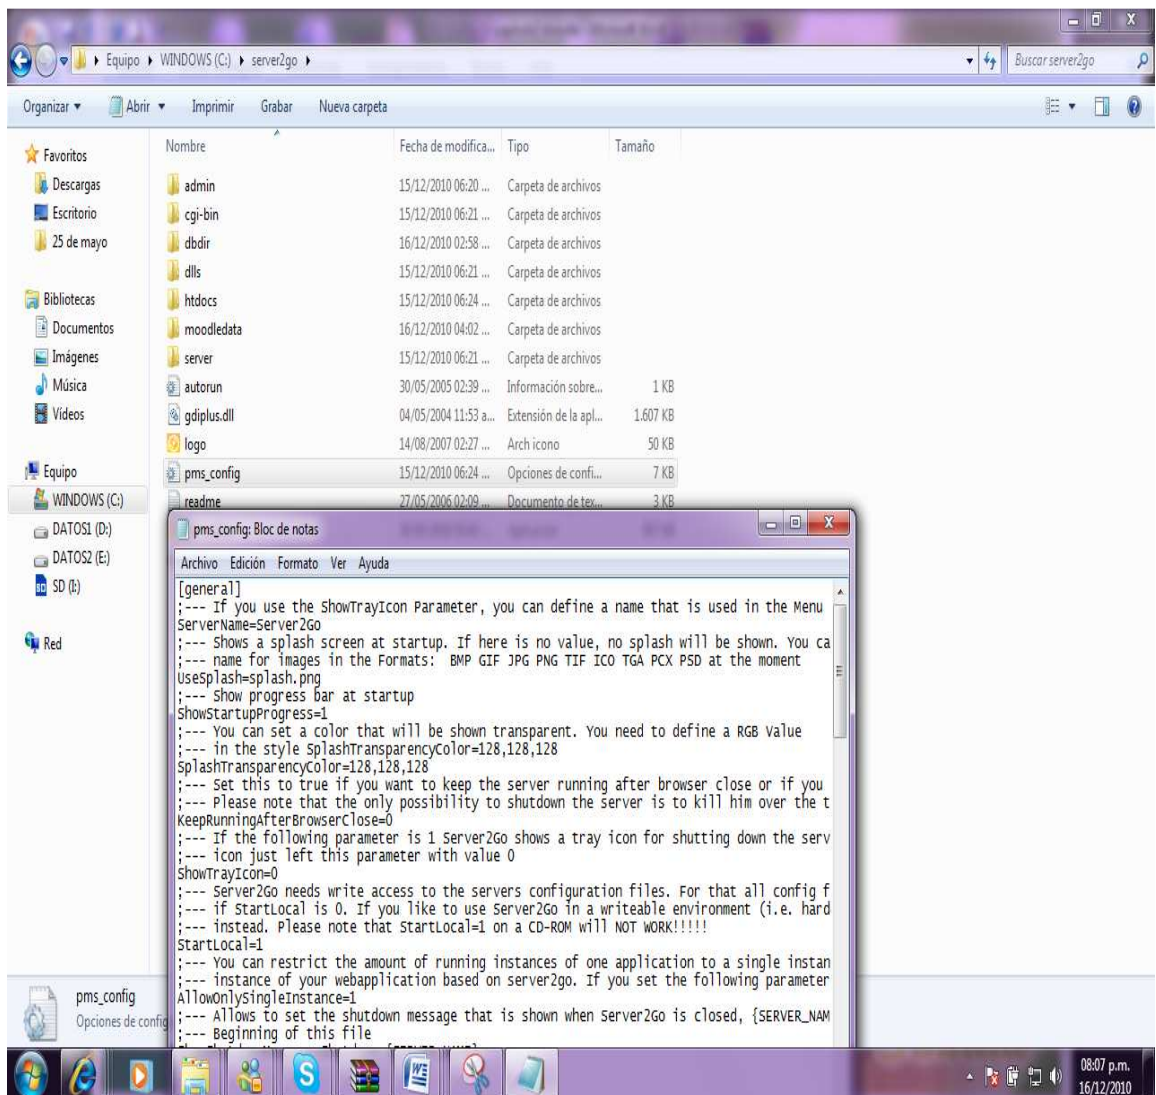 Equipo ▸ WINDOWS (C:) ▸ server2go ▸
Buscar server2go
Organizar Abrir Imprimir Grabar Nueva carpeta
Nombre Fecha de modifica... Tipo Tamaño
Favoritos
Descargas
Escritorio
25 de mayo
Bibliotecas
Documentos
Imágenes
Música
Vídeos
Equipo
WINDOWS (C:)
DATOS1 (D:)
DATOS2 (E:)
SD (I:)
Red
admin 15/12/2010 06:20 ... Carpeta de archivos
cgi-bin 15/12/2010 06:21 ... Carpeta de archivos
dbdir 16/12/2010 02:58 ... Carpeta de archivos
dlls 15/12/2010 06:21 ... Carpeta de archivos
htdocs 15/12/2010 06:24 ... Carpeta de archivos
moodledata 16/12/2010 04:02 ... Carpeta de archivos
server 15/12/2010 06:21 ... Carpeta de archivos
autorun 30/05/2005 02:39 ... Información sobre... 1 KB
gdiplus.dll 04/05/2004 11:53 a... Extensión de la apl... 1.607 KB
logo 14/08/2007 02:27 ... Arch icono 50 KB
pms_config 15/12/2010 06:24 ... Opciones de confi... 7 KB
readme 27/05/2006 02:09 ... Documento de tex... 3 KB
pms_config: Bloc de notas
Archivo Edición Formato Ver Ayuda
[general]
;--- If you use the ShowTrayIcon Parameter, you can define a name that is used in the Menu
ServerName=Server2Go
;--- Shows a splash screen at startup. If here is no value, no splash will be shown. You ca
;--- name for images in the Formats:  BMP GIF JPG PNG TIF ICO TGA PCX PSD at the moment
UseSplash=splash.png
;--- Show progress bar at startup
ShowStartupProgress=1
;--- You can set a color that will be shown transparent. You need to define a RGB Value
;--- in the style SplashTransparencyColor=128,128,128
SplashTransparencyColor=128,128,128
;--- Set this to true if you want to keep the server running after browser close or if you
;--- Please note that the only possibility to shutdown the server is to kill him over the t
KeepRunningAfterBrowserClose=0
;--- If the following parameter is 1 Server2Go shows a tray icon for shutting down the serv
;--- icon just left this parameter with value 0
ShowTrayIcon=0
;--- Server2Go needs write access to the servers configuration files. For that all config f
;--- if StartLocal is 0. If you like to use Server2Go in a writeable environment (i.e. hard
;--- instead. Please note that StartLocal=1 on a CD-ROM will NOT WORK!!!!!
StartLocal=1
;--- You can restrict the amount of running instances of one application to a single instan
;--- instance of your webapplication based on server2go. If you set the following parameter
AllowOnlySingleInstance=1
;--- Allows to set the shutdown message that is shown when Server2Go is closed, {SERVER_NAM
;--- Beginning of this file
pms_config
Opciones de config
08:07 p.m.
16/12/2010